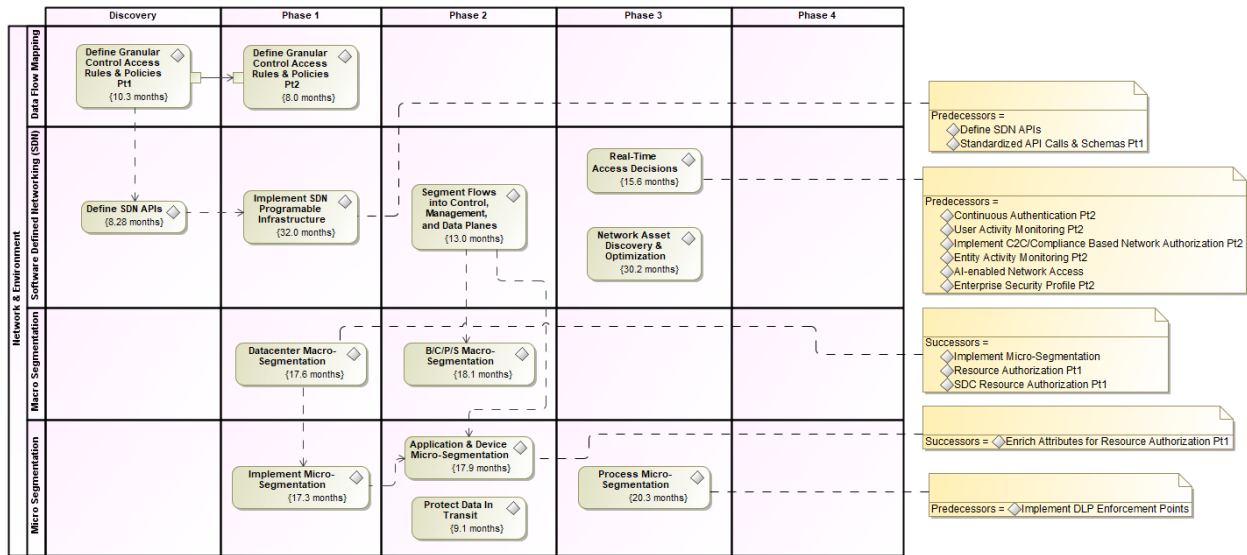 Discovery
Phase 1
Phase 2
Phase 3
Phase 4
Network & Environment
Data Flow Mapping
Define Granular
Control Access
Rules & Policies
Pt1
{10.3 months}
Define Granular
Control Access
Rules & Policies
Pt2
{8.0 months}
Software Defined Networking (SDN)
Define SDN APIs
{8.28 months}
Implement SDN
Programable
Infrastructure
{32.0 months}
Segment Flows
into Control,
Management,
and Data Planes
{13.0 months}
Real-Time
Access Decisions
{15.6 months}
Network Asset
Discovery &
Optimization
{30.2 months}
Macro Segmentation
Datacenter Macro-
Segmentation
{17.6 months}
B/C/P/S Macro-
Segmentation
{18.1 months}
Micro Segmentation
Implement Micro-
Segmentation
{17.3 months}
Application & Device
Micro-Segmentation
{17.9 months}
Protect Data In
Transit
{9.1 months}
Process Micro-
Segmentation
{20.3 months}
Predecessors =
Define SDN APIs
Standardized API Calls & Schemas Pt1
Predecessors =
Continuous Authentication Pt2
User Activity Monitoring Pt2
Implement C2C/Compliance Based Network Authorization Pt2
Entity Activity Monitoring Pt2
AI-enabled Network Access
Enterprise Security Profile Pt2
Successors =
Implement Micro-Segmentation
Resource Authorization Pt1
SDC Resource Authorization Pt1
Successors = Enrich Attributes for Resource Authorization Pt1
Predecessors = Implement DLP Enforcement Points